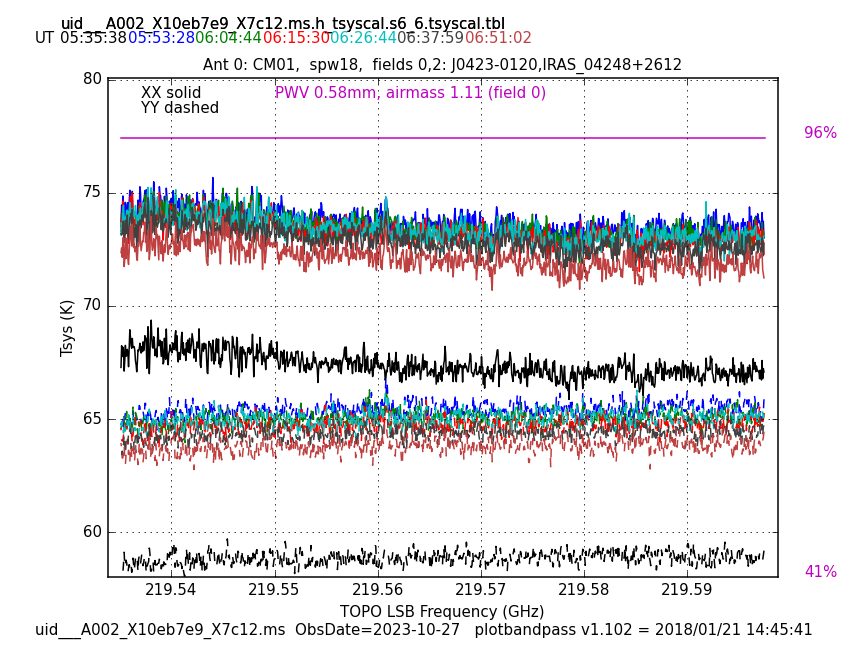 uid___A002_X10eb7e9_X7c12.ms.h_tsyscal.s6_6.tsyscal.tbl
UT 05:35:38 05:53:28 06:04:44 06:15:30 06:26:44 06:37:59 06:51:02
Ant 0: CM01,  spw18,  fields 0,2: J0423-0120,IRAS_04248+2612
80
XX solid
PWV 0.58mm, airmass 1.11 (field 0)
YY dashed
96%
75
70
Tsys (K)
65
60
41%
219.54 219.55 219.56 219.57 219.58 219.59
TOPO LSB Frequency (GHz)
uid___A002_X10eb7e9_X7c12.ms  ObsDate=2023-10-27   plotbandpass v1.102 = 2018/01/21 14:45:41